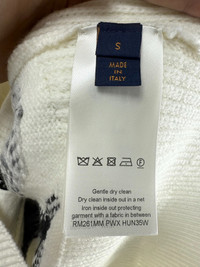 S
MADE
IN
ITALY
Gentle dry clean
Dry clean inside out in a net
Iron inside out protecting
garment with a fabric in between
RM261MM PWX HUN35W